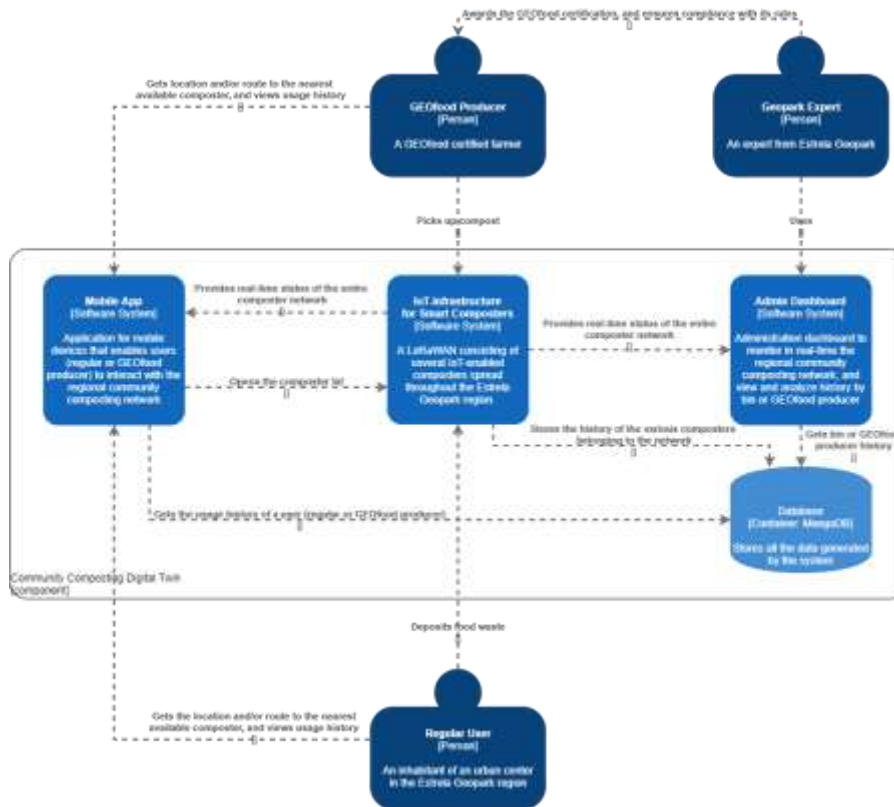 Awards the GEOfood certification, and ensures compliance with its rules
[]
Gets location and/or route to the nearest
available composter, and views usage history
[]
GEOfood Producer
[Person]
A GEOfood certified farmer
Geopark Expert
[Person]
An expert from Estrela Geopark
Picks up compost
[]
Uses
[]
Mobile App
[Software System]
Application for mobile
devices that enables users
(regular or GEOfood
producer) to interact with the
regional community
composting network
Provides real-time status of the entire
composter network
[]
Opens the composter lid
[]
IoT-infrastructure
for Smart Composters
[Software System]
A LoRaWAN consisting of
several IoT-enabled
composters spread
throughout the Estrela
Geopark region
Provides real-time status of the entire
composter network
[]
Admin Dashboard
[Software System]
Administration dashboard to
monitor in real-time the
regional community
composting network, and
view and analyze history by
bin or GEOfood producer
Stores the history of the various composters
belonging to the network
[]
Gets bin or GEOfoo
producer history
[]
Gets the usage history of a user (regular or GEOfood producer)
[]
Database
[Container: MongoDB]
Stores all the data generated
by the system
Community Composting Digital Twin
[component]
Deposits food waste
[]
Gets the location and/or route to the nearest
available composter, and views usage history
[]
Regular User
[Person]
An inhabitant of an urban center
in the Estrela Geopark region